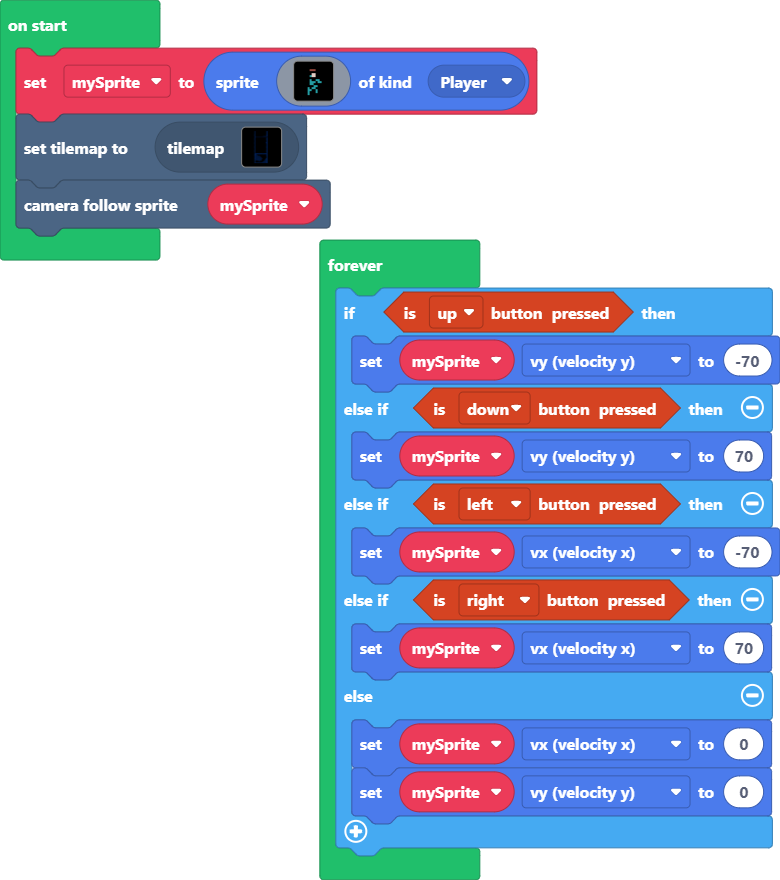 on start
set mySprite to sprite of kind Player
set tilemap to tilemap
camera follow sprite mySprite
forever
if is up button pressed then
set mySprite vy (velocity y) to -70
else if is down button pressed then
set mySprite vy (velocity y) to 70
else if is left button pressed then
set mySprite vx (velocity x) to -70
else if is right button pressed then
set mySprite vx (velocity x) to 70
else
set mySprite vx (velocity x) to 0
set mySprite vy (velocity y) to 0